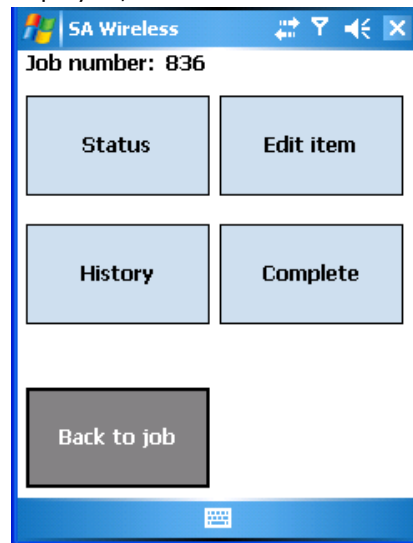 SA Wireless
Job number: 836
Status
Edit item
History
Complete
Back to job